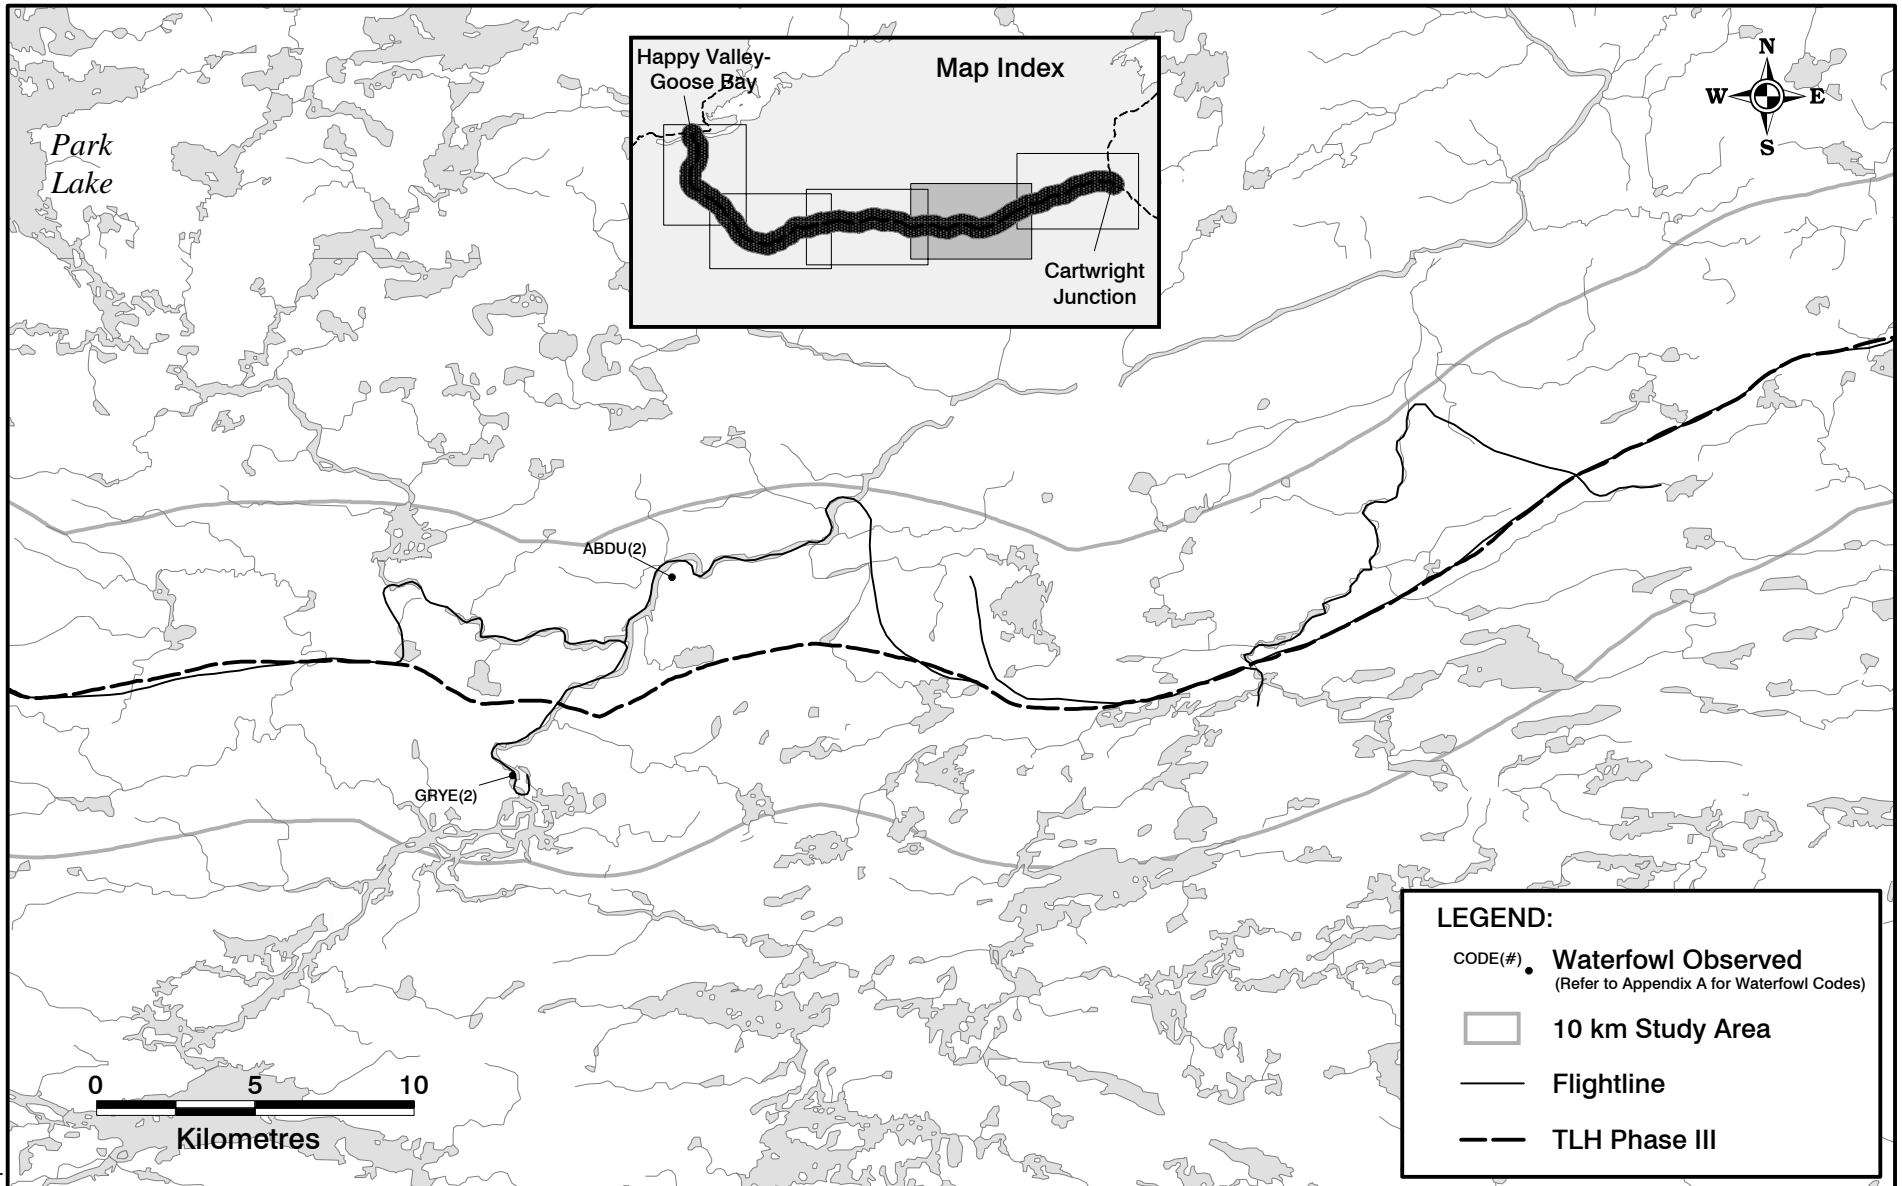 Park
Lake
Happy Valley-
Goose Bay
Map Index
Cartwright
Junction
N
W E
S
ABDU(2)
GRYE(2)
0 5 10
Kilometres
LEGEND:
CODE(#) Waterfowl Observed
(Refer to Appendix A for Waterfowl Codes)
10 km Study Area
Flightline
TLH Phase III